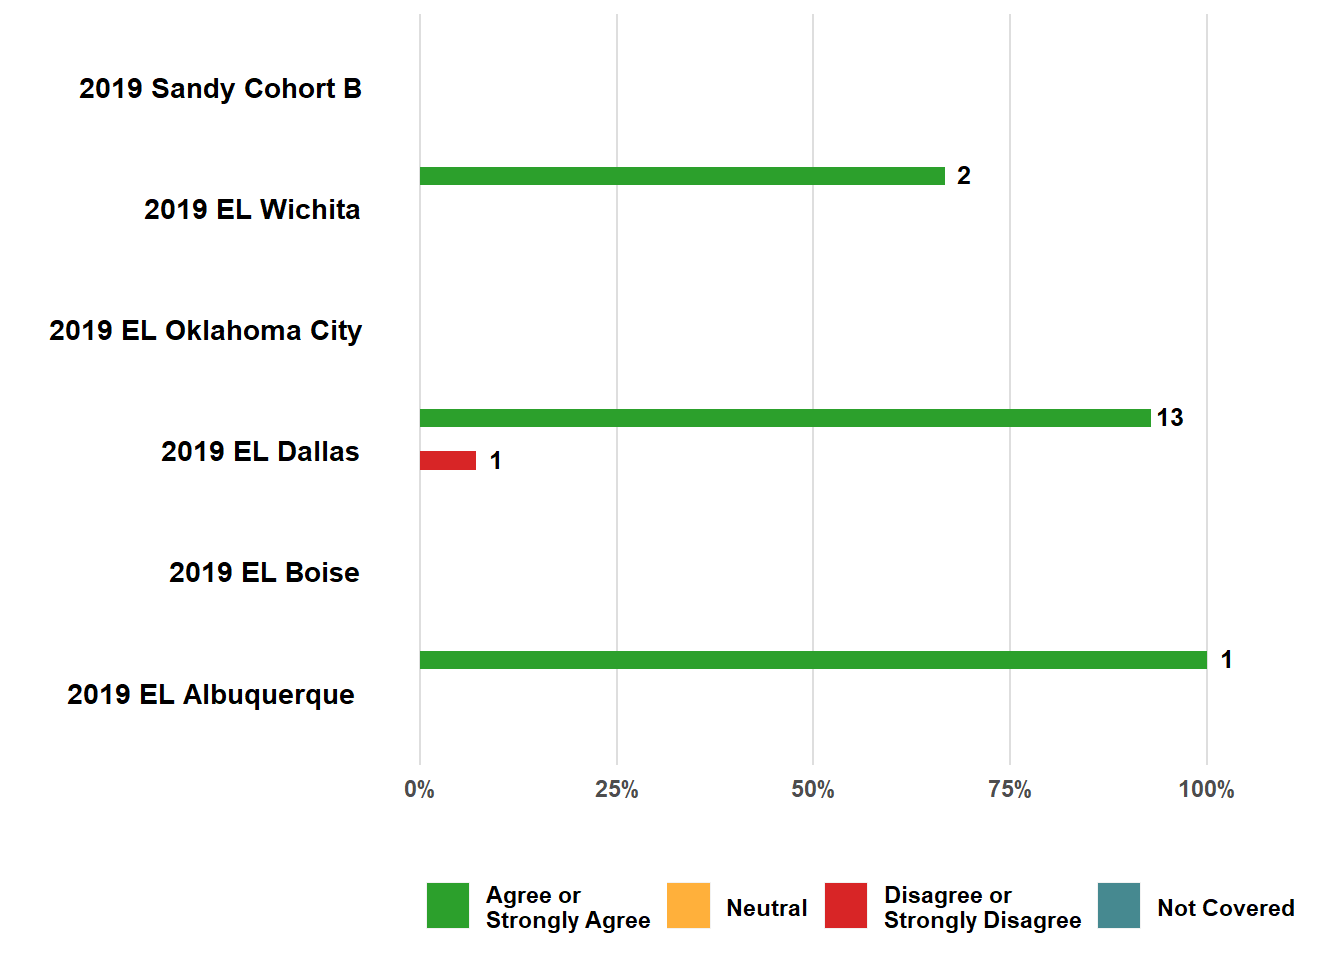 2019 Sandy Cohort B
2
2019 EL Wichita
2019 EL Oklahoma City
13
2019 EL Dallas
1
2019 EL Boise
1
2019 EL Albuquerque
0% 25% 50% 75% 100%
Agree or
Strongly Agree
Neutral
Disagree or
Strongly Disagree
Not Covered